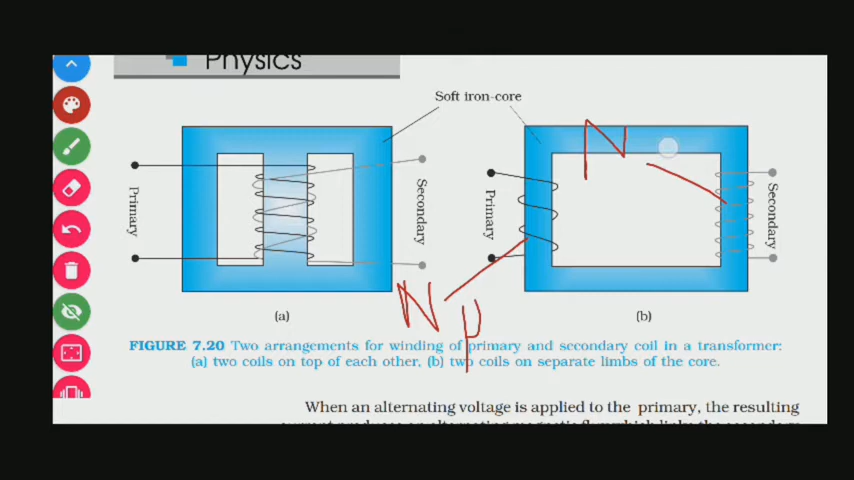 Physics
Soft iron-core
Primary
Secondary
Primary
Secondary
N
N
p
(a)
(b)
FIGURE 7.20 Two arrangements for winding of primary and secondary coil in a transformer:
(a) two coils on top of each other, (b) two coils on separate limbs of the core.
When an alternating voltage is applied to the primary, the resulting